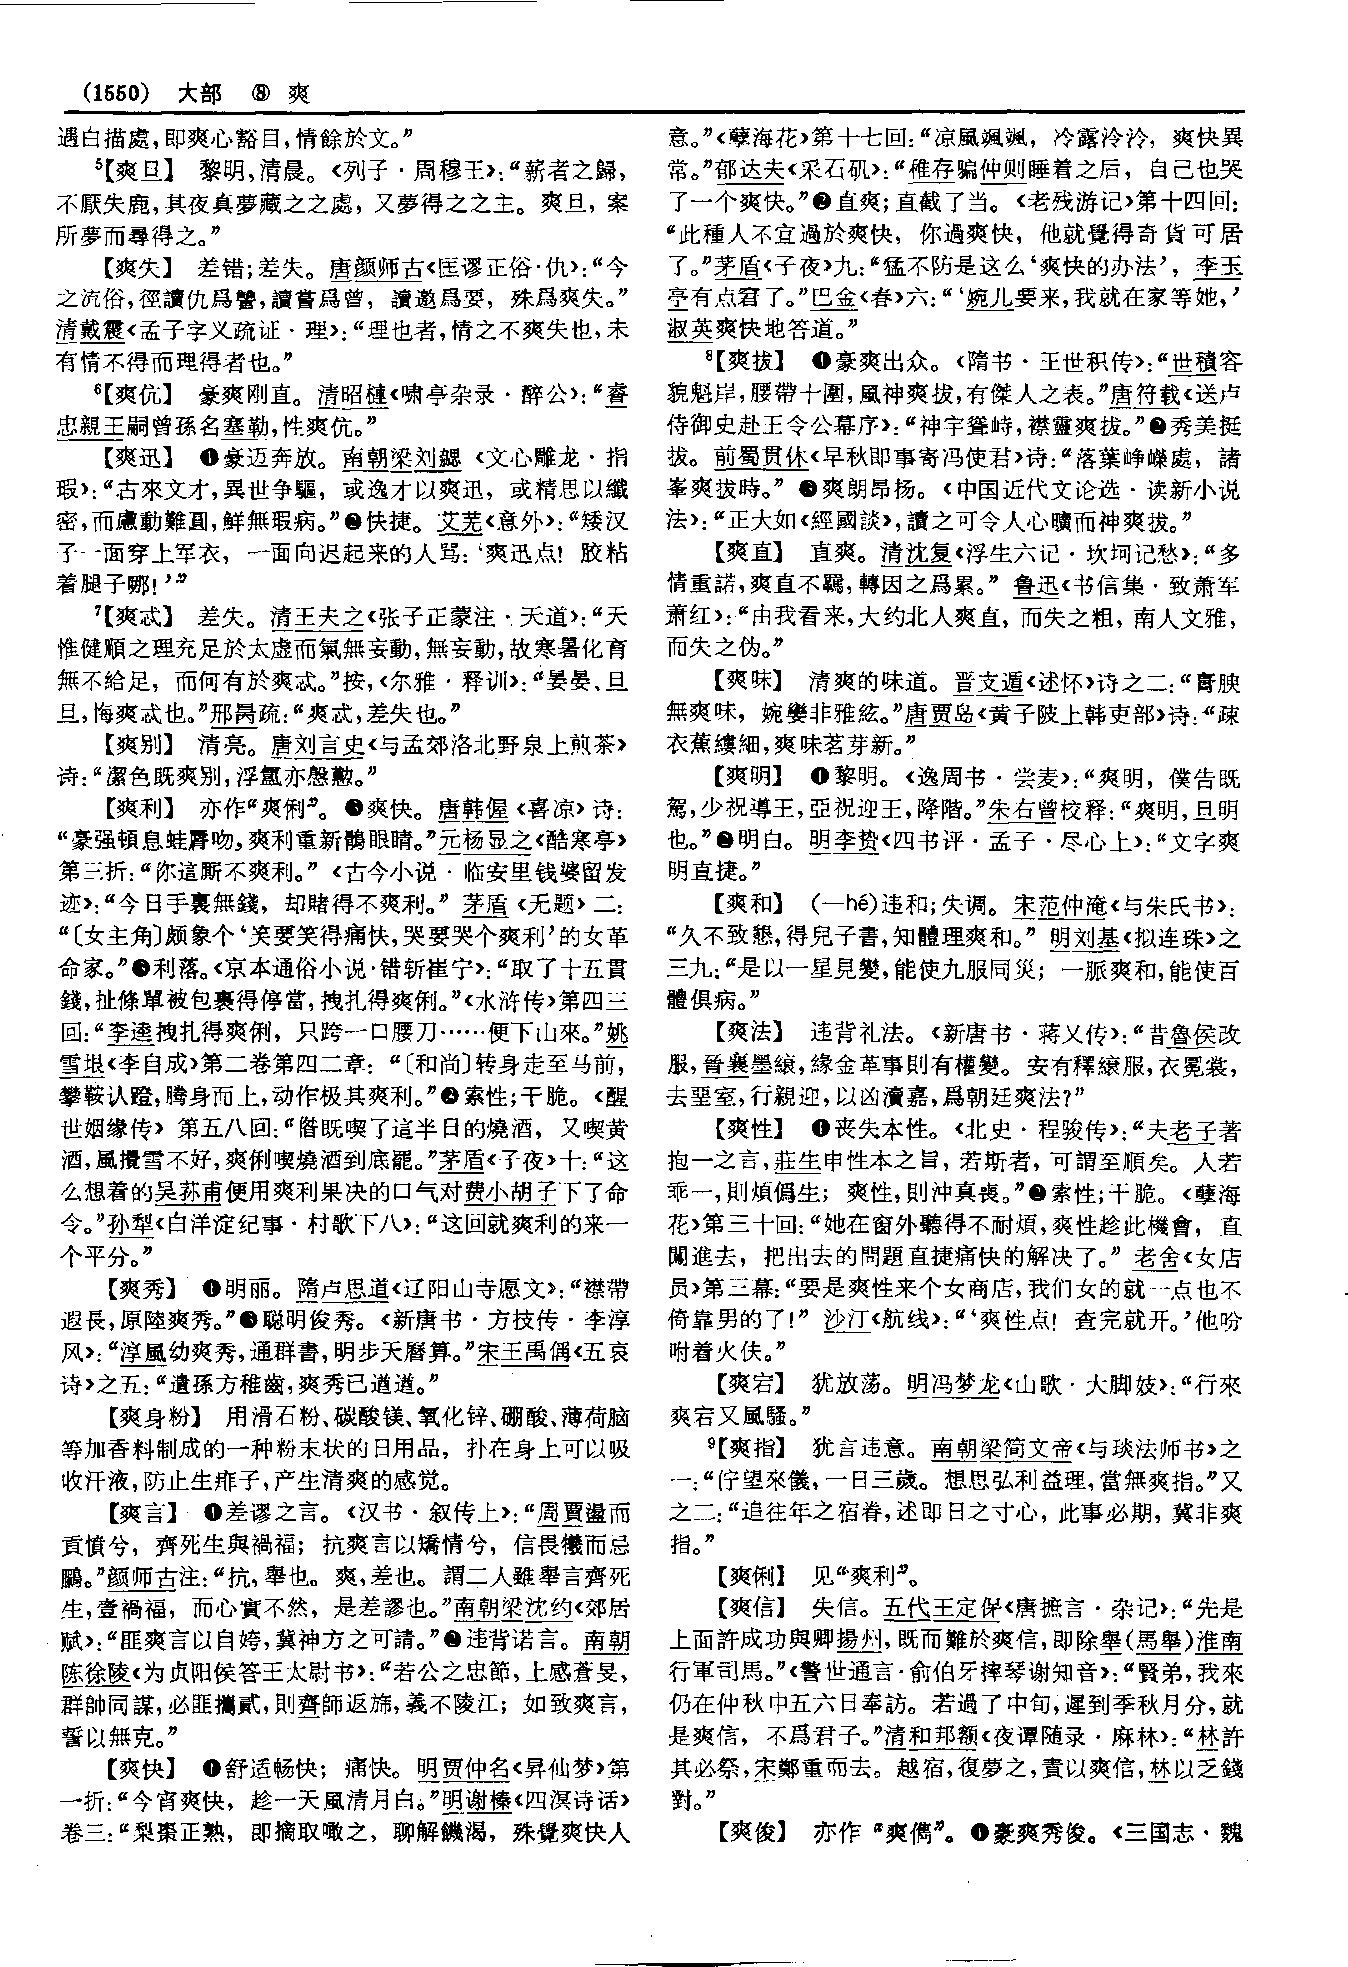 (1550) 大部 ⑧ 爽
遇白描處,即爽心豁目,情餘於文。”
⁵【爽旦】 黎明,清晨。《列子·周穆王》:“薪者之歸,
不厭失鹿,其夜真夢藏之之處,又夢得之之主。爽旦,案
所夢而尋得之。”
【爽失】 差错;差失。唐颜师古《匡谬正俗·仇》:“今
之流俗,徑讀仇爲讐,讀嘗爲曾,讀邀爲要,殊爲爽失。”
清戴震《孟子字义疏证·理》:“理也者,情之不爽失也,未
有情不得而理得者也。”
⁶【爽伉】 豪爽刚直。清昭槤《啸亭杂录·醉公》:“睿
忠親王嗣曾孫名塞勒,性爽伉。”
【爽迅】 ❶豪迈奔放。南朝梁刘勰《文心雕龙·指
瑕》:“古來文才,異世争驅,或逸才以爽迅,或精思以纖
密,而慮動難圓,鮮無瑕病。”❷快捷。艾芜《意外》:“矮汉
子一面穿上军衣,一面向迟起来的人骂:‘爽迅点!胶粘
着腿子哪!’”
⁷【爽忒】 差失。清王夫之《张子正蒙注·天道》:“天
惟健順之理充足於太虚而氣無妄動,無妄動,故寒暑化育
無不給足,而何有於爽忒。”按,《尔雅·释训》:“晏晏、旦
旦,悔爽忒也。”邢昺疏:“爽忒,差失也。”
【爽别】 清亮。唐刘言史《与孟郊洛北野泉上煎茶》
诗:“潔色既爽别,浮氲亦慇懃。”
【爽利】 亦作“爽俐”。❶爽快。唐韩偓《喜凉》诗:
“豪强頓息蛙脣吻,爽利重新鶻眼睛。”元杨显之《酷寒亭》
第三折:“你這厮不爽利。”《古今小说·临安里钱婆留发
迹》:“今日手裏無錢,却賭得不爽利。”茅盾《无题》二:
“〔女主角〕颇象个‘笑要笑得痛快,哭要哭个爽利’的女革
命家。”❷利落。《京本通俗小说·错斩崔宁》:“取了十五貫
錢,扯條單被包裹得停當,拽扎得爽俐。”《水浒传》第四三
回:“李逵拽扎得爽俐,只跨一口腰刀……便下山來。”姚
雪垠《李自成》第二卷第四二章:“〔和尚〕转身走至马前,
攀鞍认蹬,腾身而上,动作极其爽利。”❸索性;干脆。《醒
世姻缘传》第五八回:“偺既喫了這半日的燒酒,又喫黄
酒,風攪雪不好,爽俐喫燒酒到底罷。”茅盾《子夜》十:“这
么想着的吴荪甫便用爽利果决的口气对费小胡子下了命
令。”孙犁《白洋淀纪事·村歌下八》:“这回就爽利的来一
个平分。”
【爽秀】 ❶明丽。隋卢思道《辽阳山寺愿文》:“襟帶
遐長,原陸爽秀。”❷聪明俊秀。《新唐书·方技传·李淳
风》:“淳風幼爽秀,通群書,明步天曆算。”宋王禹偁《五哀
诗》之五:“遺孫方稚齒,爽秀已道道。”
【爽身粉】 用滑石粉、碳酸镁、氧化锌、硼酸、薄荷脑
等加香料制成的一种粉末状的日用品,扑在身上可以吸
收汗液,防止生痱子,产生清爽的感觉。
【爽言】 ❶差谬之言。《汉书·叙传上》:“周賈盪而
貢憤兮,齊死生與禍福;抗爽言以矯情兮,信畏犧而忌
鵩。”颜师古注:“抗,舉也。爽,差也。謂二人雖舉言齊死
生,壹禍福,而心實不然,是差謬也。”南朝梁沈约《郊居
赋》:“匪爽言以自姱,冀神方之可請。”❷违背诺言。南朝
陈徐陵《为贞阳侯答王太尉书》:“若公之忠節,上感蒼旻,
群帥同謀,必匪攜貳,則齊師返旆,義不陵江;如致爽言,
誓以無克。”
【爽快】 ❶舒适畅快;痛快。明贾仲名《昇仙梦》第
一折:“今宵爽快,趁一天風清月白。”明谢榛《四溟诗话》
卷三:“梨棗正熟,即摘取噉之,聊解饑渴,殊覺爽快人
意。”《孽海花》第十七回:“凉風颯颯,冷露泠泠,爽快異
常。”郁达夫《采石矶》:“稚存骗仲则睡着之后,自己也哭
了一个爽快。”❷直爽;直截了当。《老残游记》第十四回:
“此種人不宜過於爽快,你過爽快,他就覺得奇貨可居
了。”茅盾《子夜》九:“猛不防是这么‘爽快的办法’,李玉
亭有点窘了。”巴金《春》六:“‘婉儿要来,我就在家等她,’
淑英爽快地答道。”
⁸【爽拔】 ❶豪爽出众。《隋书·王世积传》:“世積容
貌魁岸,腰帶十圍,風神爽拔,有傑人之表。”唐符载《送卢
侍御史赴王令公幕序》:“神宇聳峙,襟靈爽拔。”❷秀美挺
拔。前蜀贯休《早秋即事寄冯使君》诗:“落葉崢嶸處,諸
峯爽拔時。”❸爽朗昂扬。《中国近代文论选·读新小说
法》:“正大如《經國談》,讀之可令人心曠而神爽拔。”
【爽直】 直爽。清沈复《浮生六记·坎坷记愁》:“多
情重諾,爽直不羈,轉因之爲累。”鲁迅《书信集·致萧军
萧红》:“由我看来,大约北人爽直,而失之粗,南人文雅,
而失之伪。”
【爽味】 清爽的味道。晋支遁《述怀》诗之二:“膏腴
無爽味,婉孌非雅絃。”唐贾岛《黄子陂上韩吏部》诗:“疎
衣蕉縷細,爽味茗芽新。”
【爽明】 ❶黎明。《逸周书·尝麦》:“爽明,僕告既
駕,少祝導王,亞祝迎王,降階。”朱右曾校释:“爽明,旦明
也。”❷明白。明李贽《四书评·孟子·尽心上》:“文字爽
明直捷。”
【爽和】 (—hé)违和;失调。宋范仲淹《与朱氏书》:
“久不致懇,得兒子書,知體理爽和。”明刘基《拟连珠》之
三九:“是以一星見變,能使九服同災;一脈爽和,能使百
體俱病。”
【爽法】 违背礼法。《新唐书·蒋乂传》:“昔魯侯改
服,晉襄墨縗,緣金革事則有權變。安有釋縗服,衣冕裳,
去堊室,行親迎,以凶瀆嘉,爲朝廷爽法?”
【爽性】 ❶丧失本性。《北史·程骏传》:“夫老子著
抱一之言,莊生申性本之旨,若斯者,可謂至順矣。人若
乖一,則煩僞生;爽性,則沖真喪。”❷索性;干脆。《孽海
花》第三十回:“她在窗外聽得不耐煩,爽性趁此機會,直
闖進去,把出去的問題直捷痛快的解决了。”老舍《女店
员》第三幕:“要是爽性来个女商店,我们女的就一点也不
倚靠男的了!”沙汀《航线》:“‘爽性点!查完就开。’他吩
咐着火伕。”
【爽宕】 犹放荡。明冯梦龙《山歌·大脚妓》:“行來
爽宕又風騷。”
⁹【爽指】 犹言违意。南朝梁简文帝《与琰法师书》之
一:“佇望來儀,一日三歲。想思弘利益理,當無爽指。”又
之二:“追往年之宿眷,述即日之寸心,此事必期,冀非爽
指。”
【爽俐】 见“爽利”。
【爽信】 失信。五代王定保《唐摭言·杂记》:“先是
上面許成功與卿揚州,既而難於爽信,即除舉(馬舉)淮南
行軍司馬。”《警世通言·俞伯牙摔琴谢知音》:“賢弟,我來
仍在仲秋中五六日奉訪。若過了中旬,遲到季秋月分,就
是爽信,不爲君子。”清和邦额《夜谭随录·麻林》:“林許
其必祭,宋鄭重而去。越宿,復夢之,責以爽信,林以乏錢
對。”
【爽俊】 亦作“爽儁”。❶豪爽秀俊。《三国志·魏